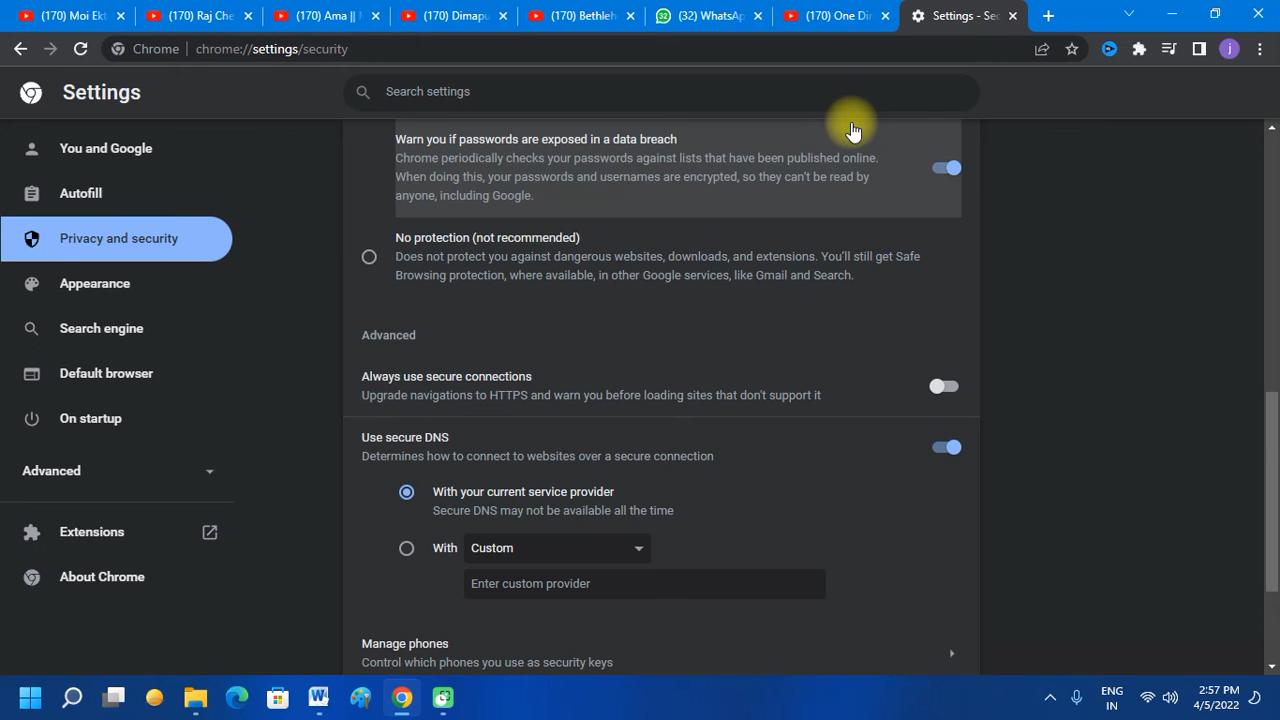 (170) Moi Ekt
(170) Raj Che
(170) Ama ||
(170) Dimapu
(170) Bethleh
(32) WhatsAp
(170) One Dir
Settings - Sec
Chrome chrome://settings/security
j
Settings
Search settings
You and Google
Autofill
Privacy and security
Appearance
Search engine
Default browser
On startup
Advanced
Extensions
About Chrome
Warn you if passwords are exposed in a data breach
Chrome periodically checks your passwords against lists that have been published online.
When doing this, your passwords and usernames are encrypted, so they can't be read by
anyone, including Google.
No protection (not recommended)
Does not protect you against dangerous websites, downloads, and extensions. You'll still get Safe
Browsing protection, where available, in other Google services, like Gmail and Search.
Advanced
Always use secure connections
Upgrade navigations to HTTPS and warn you before loading sites that don't support it
Use secure DNS
Determines how to connect to websites over a secure connection
With your current service provider
Secure DNS may not be available all the time
With Custom
Enter custom provider
Manage phones
Control which phones you use as security keys
ENG
IN
2:57 PM
4/5/2022